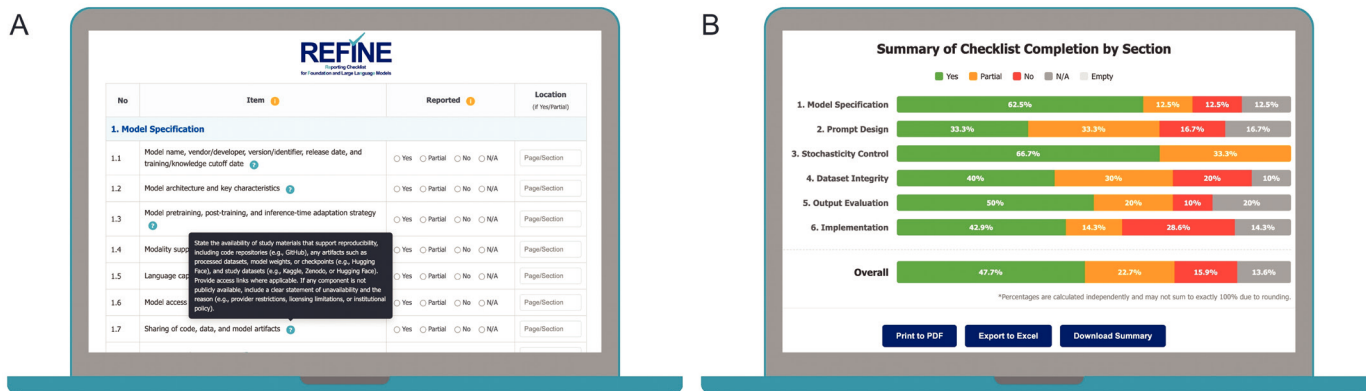 A
REFINE
Reporting Checklist
for Foundation and Large Language Models
No
Item
Reported
Location
(if Yes/Partial)
1. Model Specification
1.1
Model name, vendor/developer, version/identifier, release date, and
training/knowledge cutoff date ?
Yes Partial No N/A
Page/Section
1.2
Model architecture and key characteristics ?
Yes Partial No N/A
Page/Section
1.3
Model pretraining, post-training, and inference-time adaptation strategy
?
Yes Partial No N/A
Page/Section
1.4
Modality supp
Yes Partial No N/A
Page/Section
1.5
Language cap
Yes Partial No N/A
Page/Section
1.6
Model access
Yes Partial No N/A
Page/Section
State the availability of study materials that support reproducibility,
including code repositories (e.g., GitHub), any artifacts such as
processed datasets, model weights, or checkpoints (e.g., Hugging
Face), and study datasets (e.g., Kaggle, Zenodo, or Hugging Face).
Provide access links where applicable. If any component is not
publicly available, include a clear statement of unavailability and the
reason (e.g., provider restrictions, licensing limitations, or institutional
policy).
1.7
Sharing of code, data, and model artifacts ?
Yes Partial No N/A
Page/Section
B
Summary of Checklist Completion by Section
Yes Partial No N/A Empty
1. Model Specification 62.5% 12.5% 12.5% 12.5%
2. Prompt Design 33.3% 33.3% 16.7% 16.7%
3. Stochasticity Control 66.7% 33.3%
4. Dataset Integrity 40% 30% 20% 10%
5. Output Evaluation 50% 20% 10% 20%
6. Implementation 42.9% 14.3% 28.6% 14.3%
Overall 47.7% 22.7% 15.9% 13.6%
*Percentages are calculated independently and may not sum to exactly 100% due to rounding.
Print to PDF
Export to Excel
Download Summary